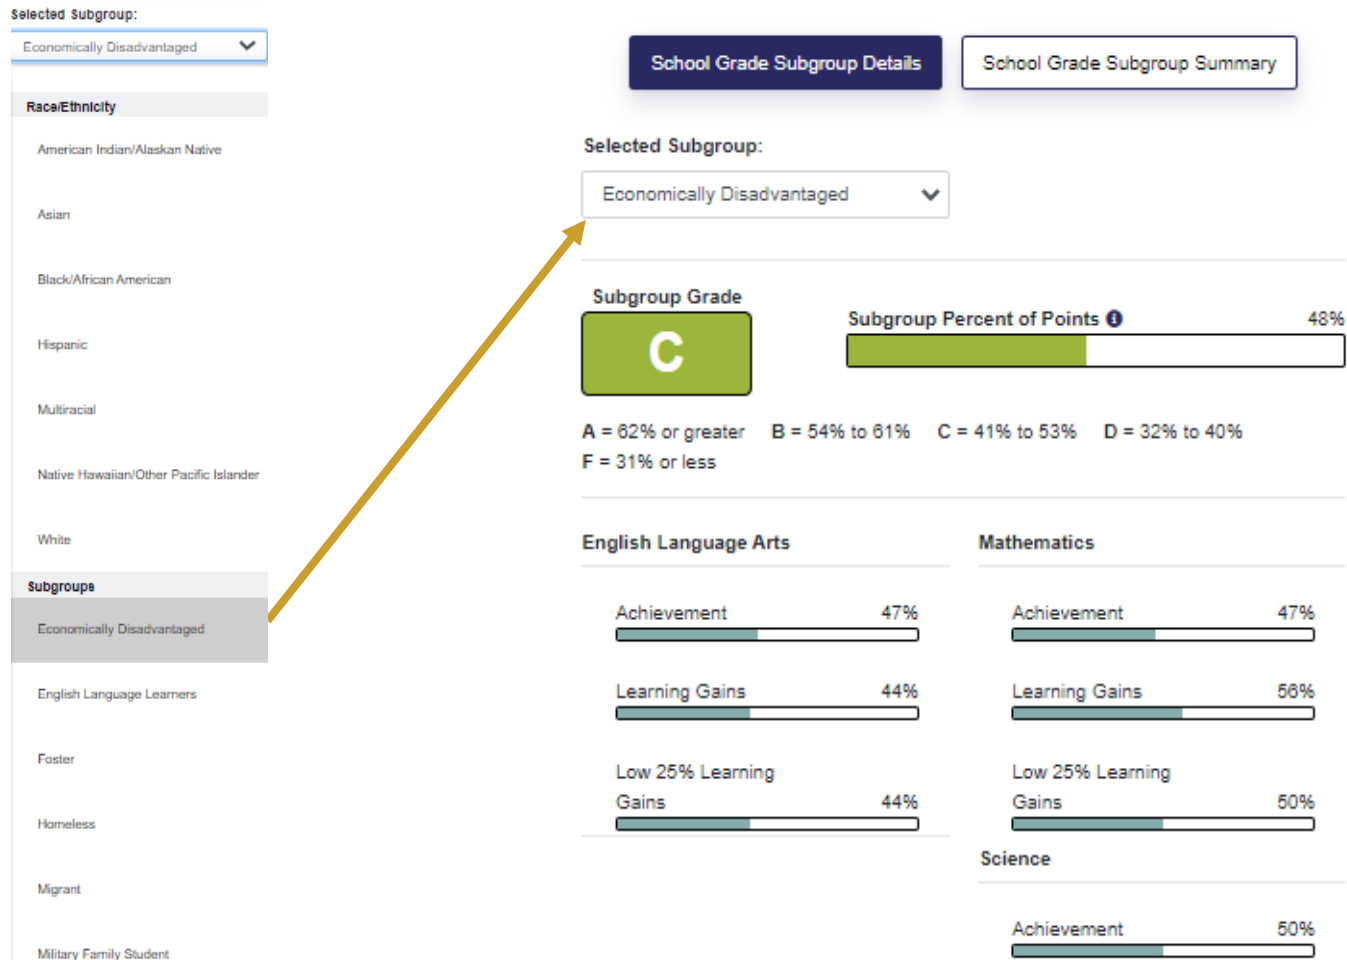 Selected Subgroup:
Economically Disadvantaged
Race/Ethnicity
American Indian/Alaskan Native
Asian
Black/African American
Hispanic
Multiracial
Native Hawaiian/Other Pacific Islander
White
Subgroups
Economically Disadvantaged
English Language Learners
Foster
Homeless
Migrant
Military Family Student
School Grade Subgroup Details
School Grade Subgroup Summary
Selected Subgroup:
Economically Disadvantaged
Subgroup Grade
C
Subgroup Percent of Points 48%
A = 62% or greater B = 54% to 61% C = 41% to 53% D = 32% to 40%
F = 31% or less
English Language Arts
Achievement 47%
Learning Gains 44%
Low 25% Learning
Gains 44%
Mathematics
Achievement 47%
Learning Gains 56%
Low 25% Learning
Gains 50%
Science
Achievement 50%